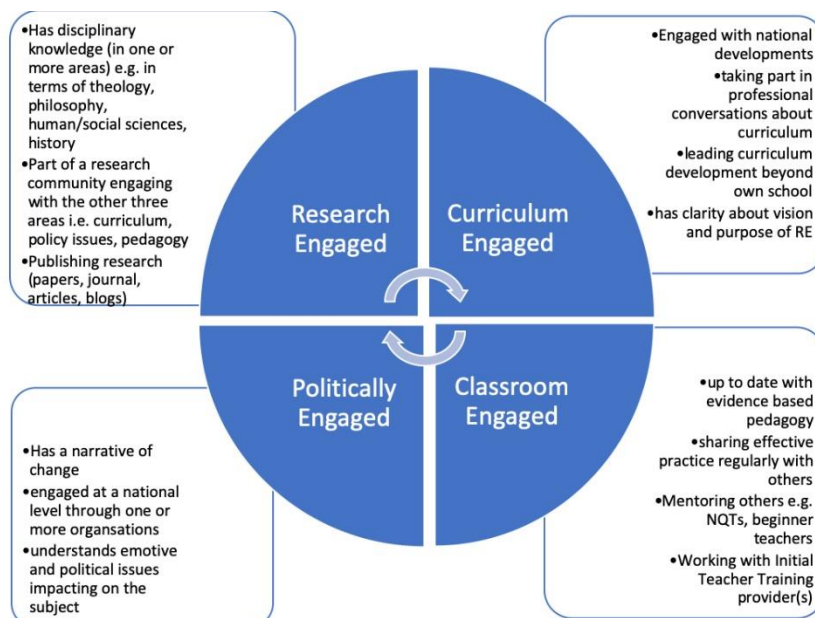 •Has disciplinary
knowledge (in one or
more areas) e.g. in
terms of theology,
philosophy,
human/social sciences,
history
•Part of a research
community engaging
with the other three
areas i.e. curriculum,
policy issues, pedagogy
•Publishing research
(papers, journal,
articles, blogs)
•Engaged with national
developments
•taking part in
professional
conversations about
curriculum
•leading curriculum
development beyond
own school
•has clarity about vision
and purpose of RE
Research
Engaged
Curriculum
Engaged
Politically
Engaged
Classroom
Engaged
•Has a narrative of
change
•engaged at a national
level through one or
more organsations
•understands emotive
and political issues
impacting on the
subject
•up to date with
evidence based
pedagogy
•sharing effective
practice regularly with
others
•Mentoring others e.g.
NQTs, beginner
teachers
•Working with Initial
Teacher Training
provider(s)